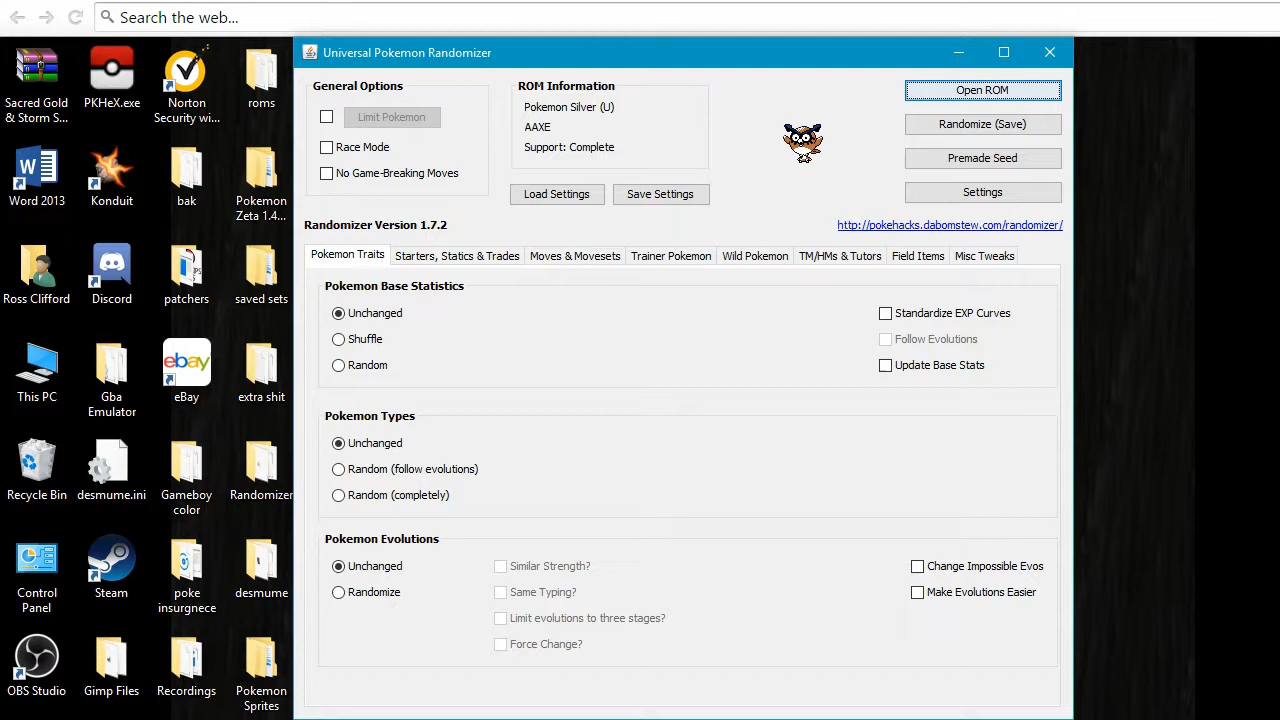 Search the web...
Sacred Gold
& Storm S...
PKHeX.exe
Norton
Security wi...
roms
Word 2013
Konduit
bak
Pokemon
Zeta 1.4...
Ross Clifford
Discord
patchers
saved sets
This PC
Gba
Emulator
ebay
eBay
extra shit
Recycle Bin
desmume.ini
Gameboy
color
Randomizer
Control
Panel
Steam
poke
insurgnece
desmume
OBS Studio
Gimp Files
Recordings
Pokemon
Sprites
Universal Pokemon Randomizer
General Options
Limit Pokemon
Race Mode
No Game-Breaking Moves
ROM Information
Pokemon Silver (U)
AAXE
Support: Complete
Load Settings Save Settings
Open ROM
Randomize (Save)
Premade Seed
Settings
Randomizer Version 1.7.2
http://pokehacks.dabomstew.com/randomizer/
Pokemon Traits Starters, Statics & Trades Moves & Movesets Trainer Pokemon Wild Pokemon TM/HMs & Tutors Field Items Misc Tweaks
Pokemon Base Statistics
Unchanged Standardize EXP Curves
Shuffle Follow Evolutions
Random Update Base Stats
Pokemon Types
Unchanged
Random (follow evolutions)
Random (completely)
Pokemon Evolutions
Unchanged Similar Strength? Change Impossible Evos
Randomize Same Typing? Make Evolutions Easier
Limit evolutions to three stages?
Force Change?